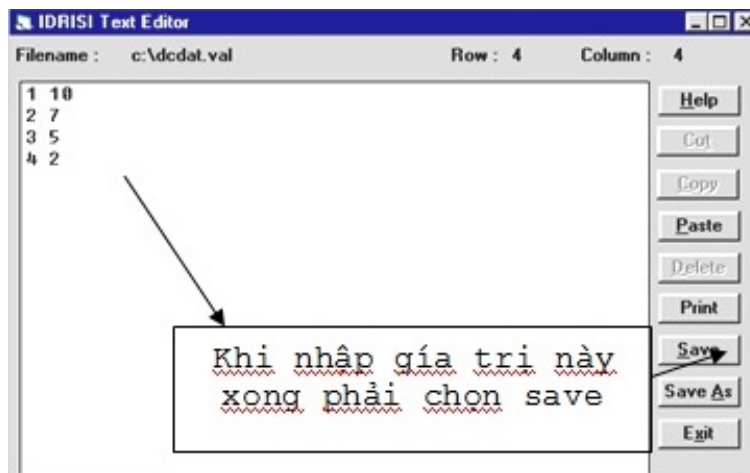 IDRISI Text Editor
Filename : c:\dcdat.val Row : 4 Column : 4
1 10
2 7
3 5
4 2
Help
Cut
Copy
Paste
Delete
Print
Save
Save As
Exit
Khi nhập gía trị này
xong phải chọn save